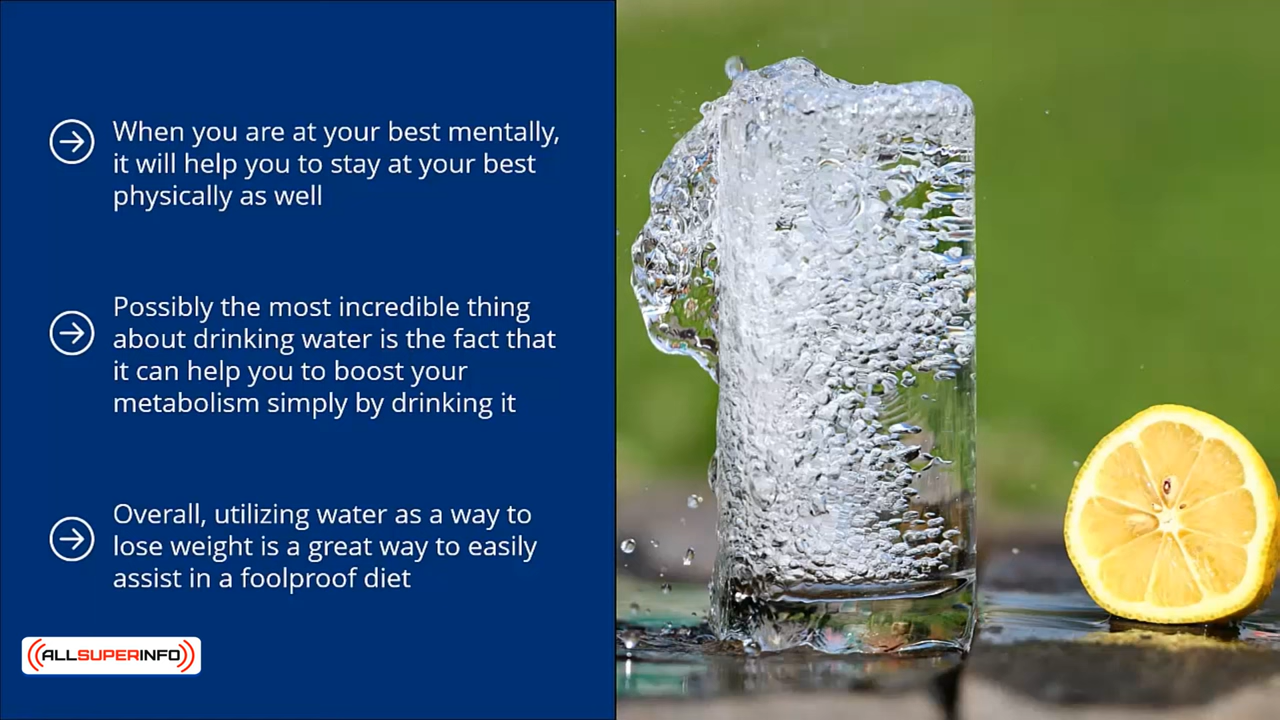 When you are at your best mentally,
it will help you to stay at your best
physically as well
Possibly the most incredible thing
about drinking water is the fact that
it can help you to boost your
metabolism simply by drinking it
Overall, utilizing water as a way to
lose weight is a great way to easily
assist in a foolproof diet
ALLSUPERINFO